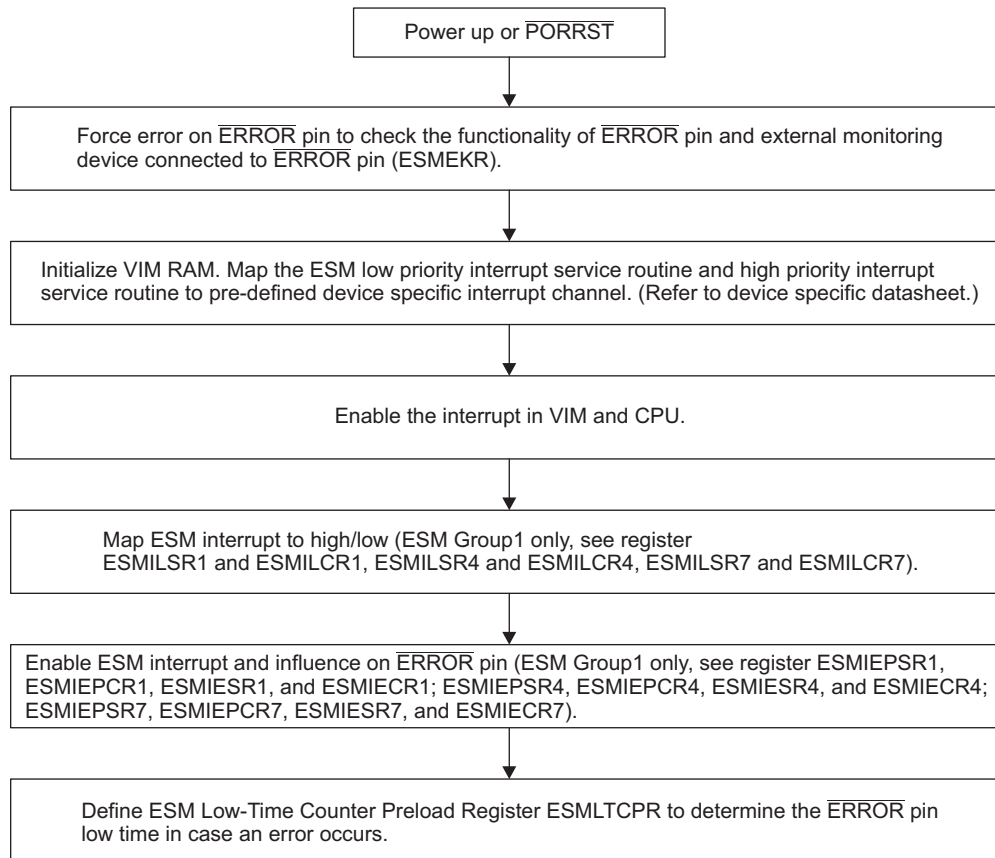 Power up or PORRST
Force error on ERROR pin to check the functionality of ERROR pin and external monitoring
device connected to ERROR pin (ESMEKR).
Initialize VIM RAM. Map the ESM low priority interrupt service routine and high priority interrupt
service routine to pre-defined device specific interrupt channel. (Refer to device specific datasheet.)
Enable the interrupt in VIM and CPU.
Map ESM interrupt to high/low (ESM Group1 only, see register
ESMILSR1 and ESMILCR1, ESMILSR4 and ESMILCR4, ESMILSR7 and ESMILCR7).
Enable ESM interrupt and influence on ERROR pin (ESM Group1 only, see register ESMIEPSR1,
ESMIEPCR1, ESMIESR1, and ESMIECR1; ESMIEPSR4, ESMIEPCR4, ESMIESR4, and ESMIECR4;
ESMIEPSR7, ESMIEPCR7, ESMIESR7, and ESMIECR7).
Define ESM Low-Time Counter Preload Register ESMLTCPR to determine the ERROR pin
low time in case an error occurs.